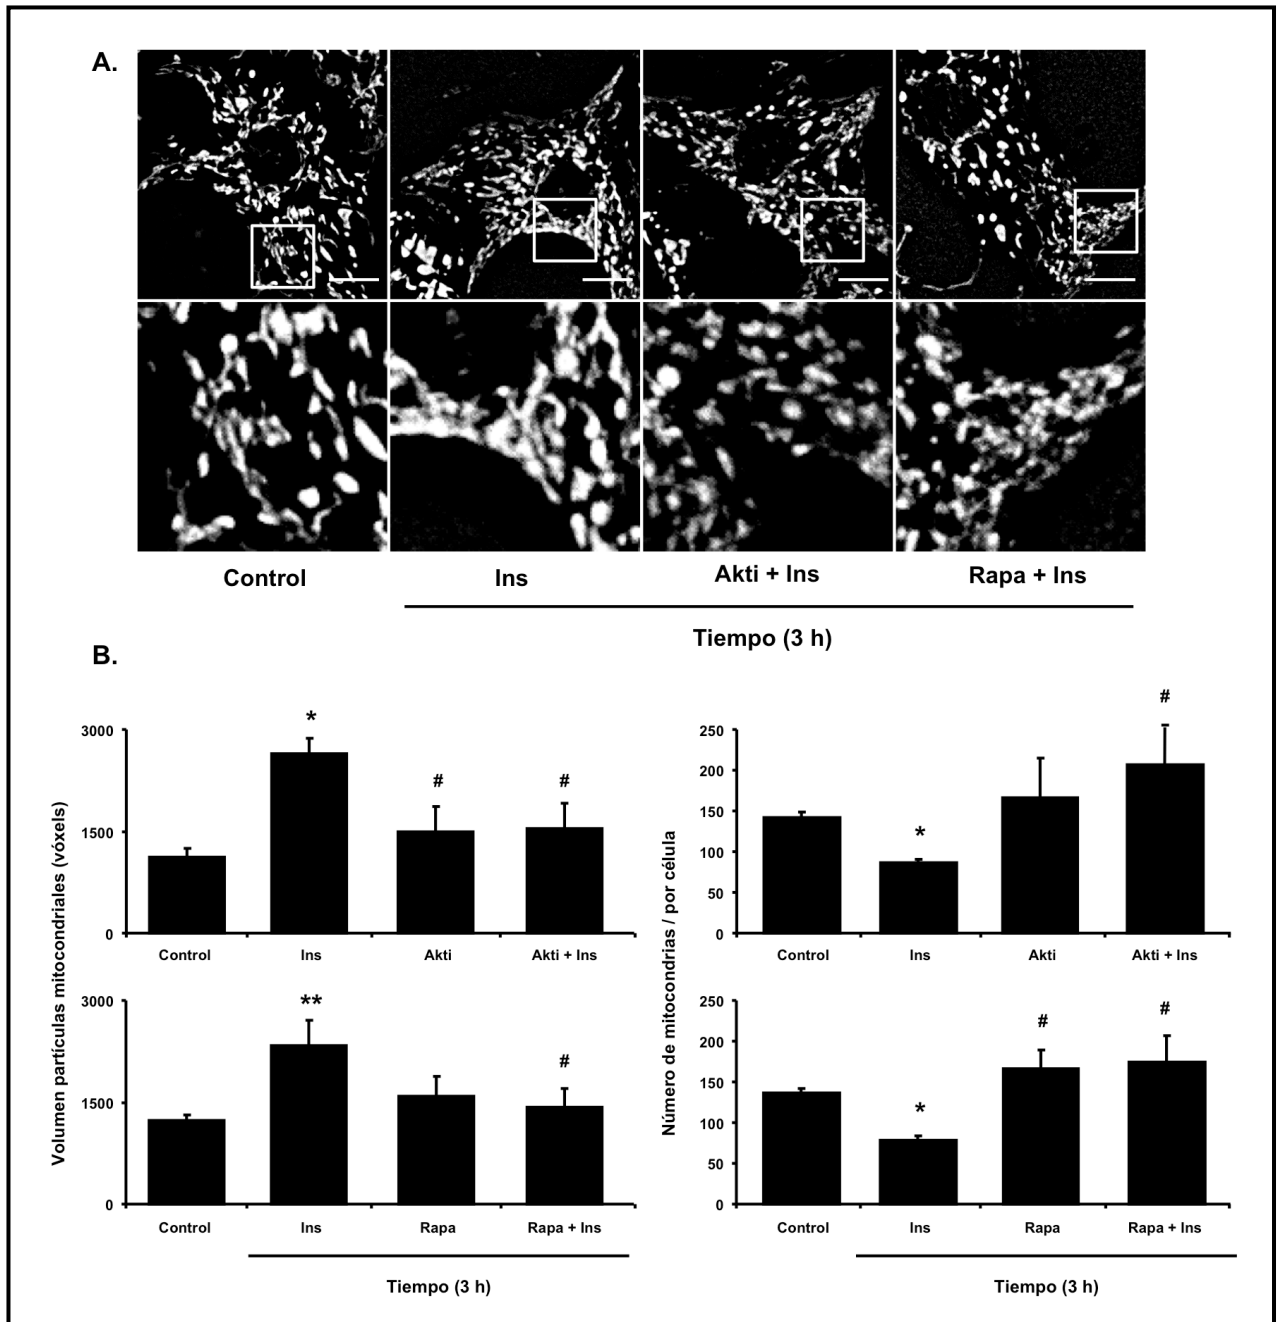 A.
Control
Ins
Akti + Ins
Rapa + Ins
Tiempo (3 h)
B.
Volumen partículas mitocondriales (vóxels)
3000
1500
0
*
#
#
Control
Ins
Akti
Akti + Ins
Número de mitocondrias / por célula
250
200
150
100
50
0
*
#
Control
Ins
Akti
Akti + Ins
3000
1500
0
**
#
Control
Ins
Rapa
Rapa + Ins
Tiempo (3 h)
250
200
150
100
50
0
*
#
#
Control
Ins
Rapa
Rapa + Ins
Tiempo (3 h)